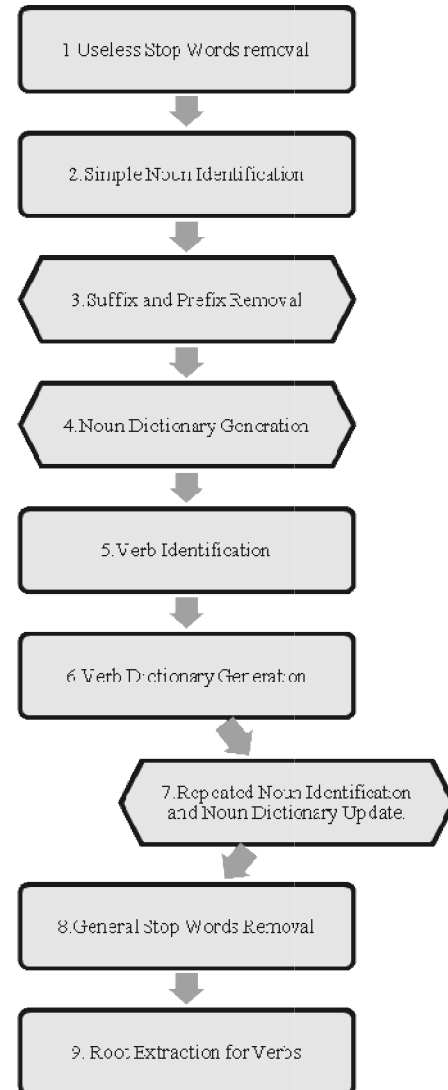 1 Useless Stop Words removal
2.Simple Noun Identification
3.Suffix and Prefix Removal
4.Noun Dictionary Generation
5.Verb Identification
6 Verb Dictionary Generation
7.Repeated Noun Identification
and Noun Dictionary Update.
8.General Stop Words Removal
9. Root Extraction for Verbs